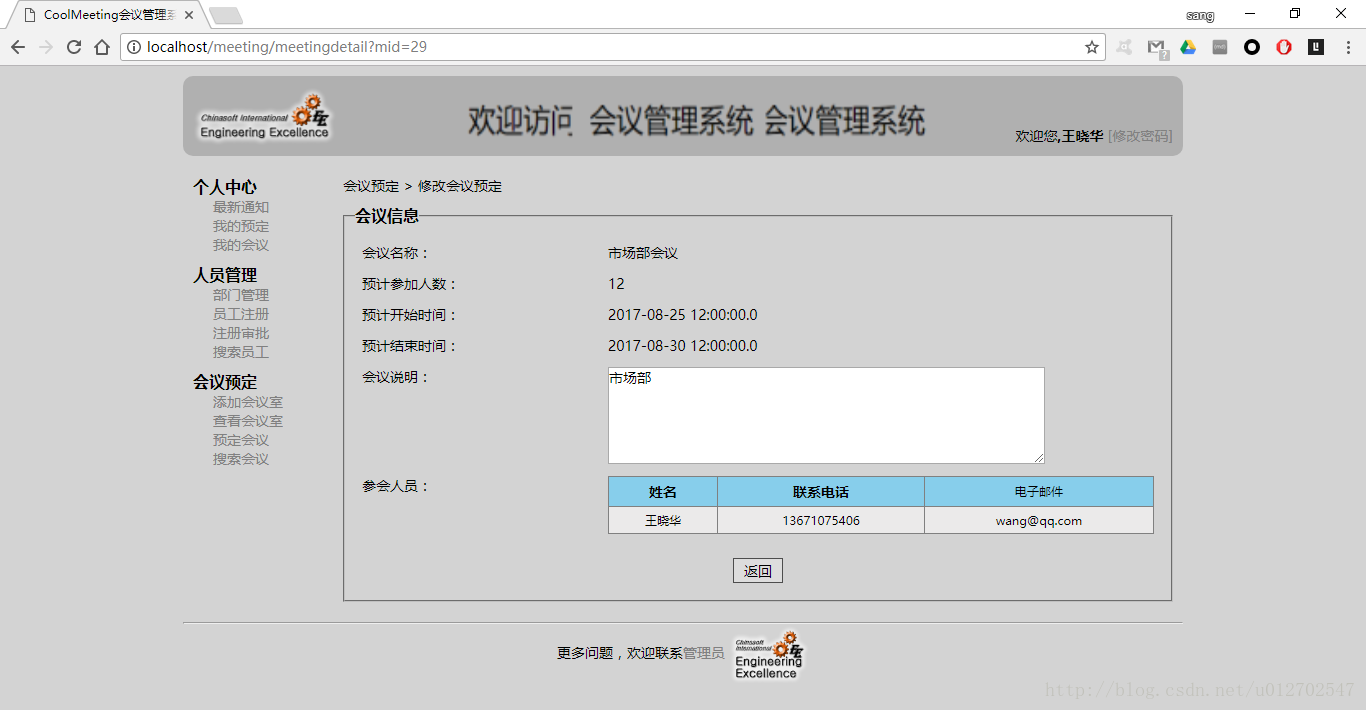 CoolMeeting会议管理系
sang
localhost/meeting/meetingdetail?mid=29
Chinasoft International
Engineering Excellence
欢迎访问 会议管理系统 会议管理系统
欢迎您,王晓华 [修改密码]
个人中心
最新通知
我的预定
我的会议
人员管理
部门管理
员工注册
注册审批
搜索员工
会议预定
添加会议室
查看会议室
预定会议
搜索会议
会议预定 > 修改会议预定
会议信息
会议名称： 市场部会议
预计参加人数： 12
预计开始时间： 2017-08-25 12:00:00.0
预计结束时间： 2017-08-30 12:00:00.0
会议说明： 市场部
参会人员：
姓名 联系电话 电子邮件
王晓华 13671075406 wang@qq.com
返回
更多问题，欢迎联系管理员
Chinasoft
International
Engineering
Excellence
http://blog.csdn.net/u012702547